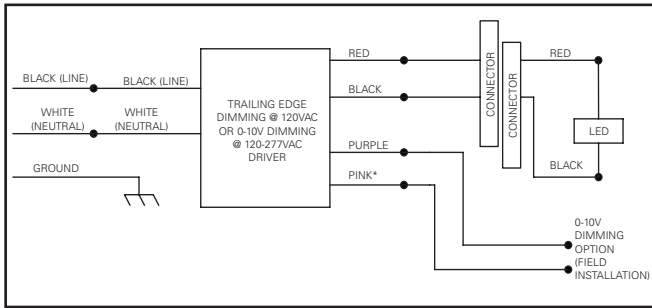 BLACK (LINE)
BLACK (LINE)
WHITE
(NEUTRAL)
WHITE
(NEUTRAL)
GROUND
TRAILING EDGE
DIMMING @ 120VAC
OR 0-10V DIMMING
@ 120-277VAC
DRIVER
RED
BLACK
PURPLE
PINK*
CONNECTOR
CONNECTOR
RED
LED
BLACK
0-10V
DIMMING
OPTION
(FIELD
INSTALLATION)